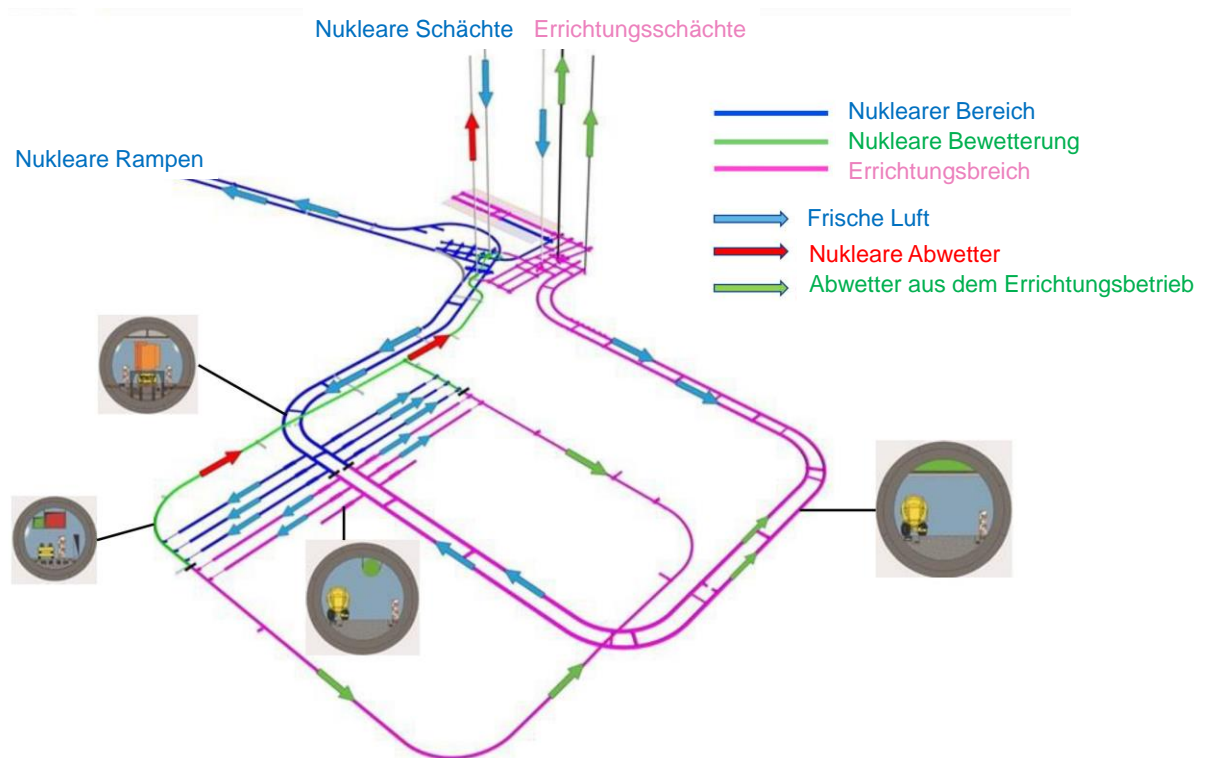 Nukleare Schächte Errichtungsschächte
Nuklearer Bereich
Nukleare Bewetterung
Nukleare Rampen
Errichtungsbreich
Frische Luft
Nukleare Abwetter
Abwetter aus dem Errichtungsbetrieb